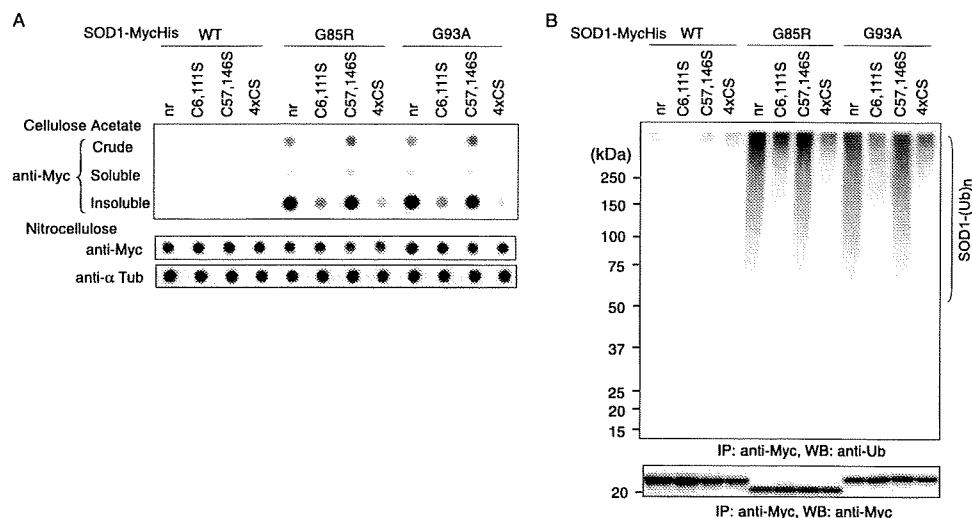 A
SOD1-MycHis WT G85R G93A
nr C6,111S C57,146S 4xCS nr C6,111S C57,146S 4xCS nr C6,111S C57,146S 4xCS
Cellulose Acetate
Crude
anti-Myc Soluble
Insoluble
Nitrocellulose
anti-Myc
anti-α Tub
B
SOD1-MycHis WT G85R G93A
nr C6,111S C57,146S 4xCS nr C6,111S C57,146S 4xCS nr C6,111S C57,146S 4xCS
(kDa)
250
150
100
75
50
37
25
20
15
SOD1-(Ub)n
IP: anti-Myc, WB: anti-Ub
20
IP: anti-Myc, WB: anti-Myc